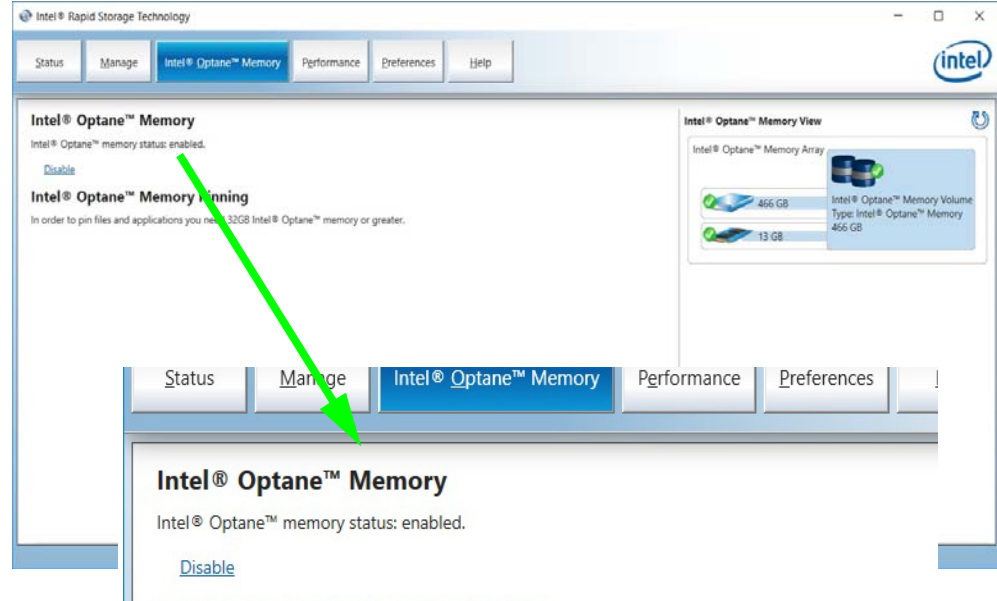 Intel® Rapid Storage Technology
Status Manage Intel® Optane™ Memory Performance Preferences Help
intel
Intel® Optane™ Memory
Intel® Optane™ memory status: enabled.
Disable
Intel® Optane™ Memory Pinning
In order to pin files and applications you need 32GB Intel® Optane™ memory or greater.
Intel® Optane™ Memory View
Intel® Optane™ Memory Array
466 GB
13 GB
Intel® Optane™ Memory Volume
Type: Intel® Optane™ Memory
466 GB
Status Manage Intel® Optane™ Memory Performance Preferences
Intel® Optane™ Memory
Intel® Optane™ memory status: enabled.
Disable